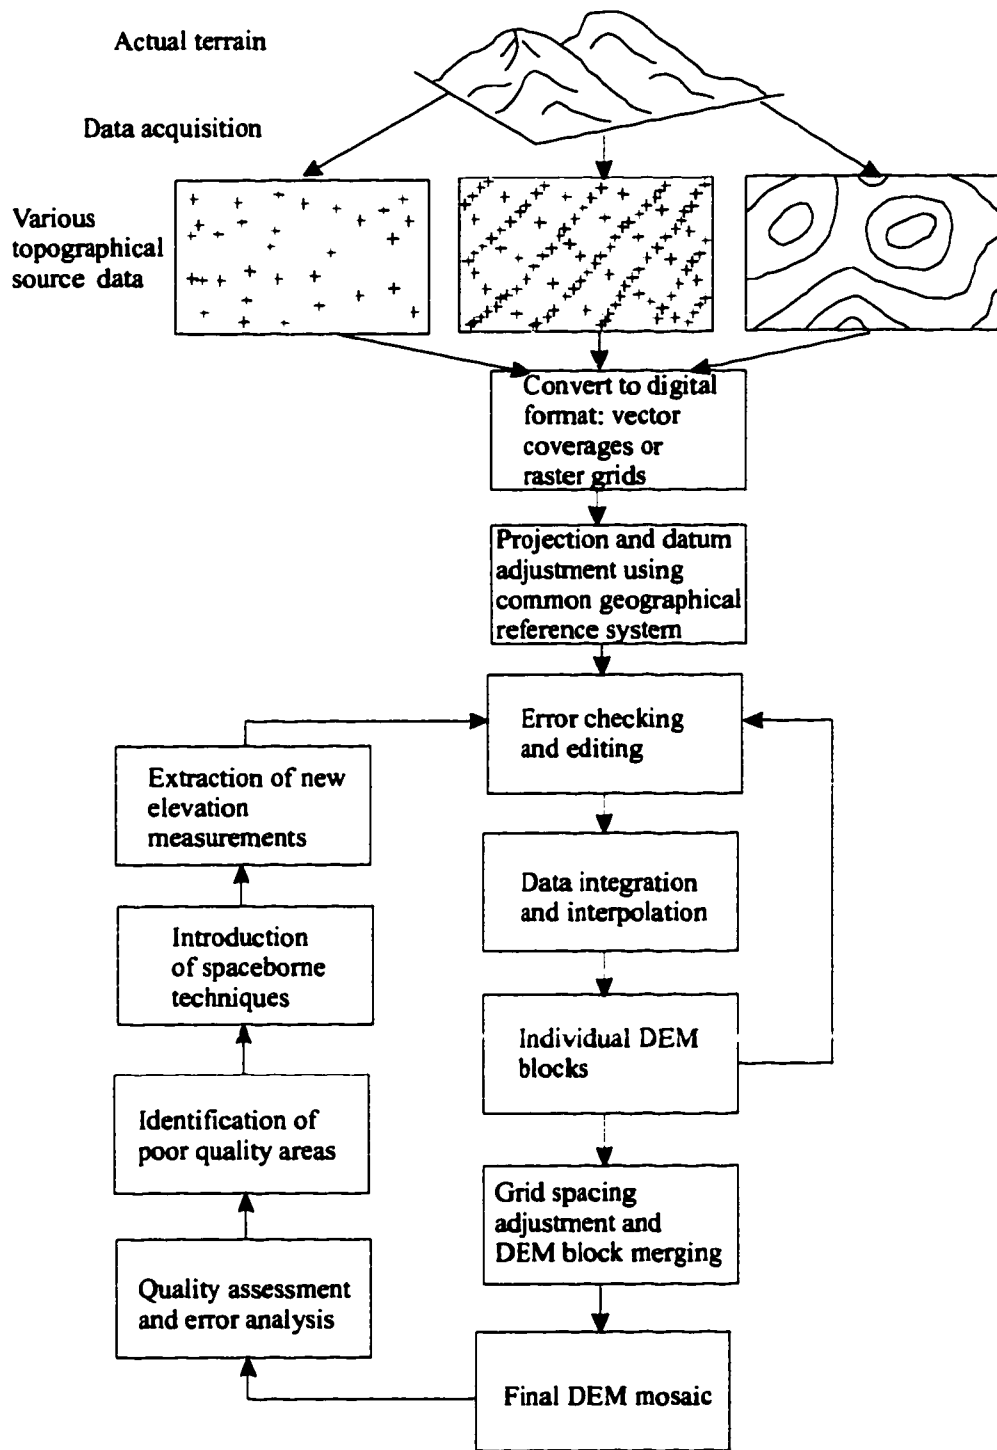 Actual terrain
Data acquisition
Various
topographical
source data
Convert to digital
format: vector
coverages or
raster grids
Projection and datum
adjustment using
common geographical
reference system
Error checking
and editing
Extraction of new
elevation
measurements
Data integration
and interpolation
Introduction
of spaceborne
techniques
Individual DEM
blocks
Identification of
poor quality areas
Grid spacing
adjustment and
DEM block merging
Quality assessment
and error analysis
Final DEM mosaic